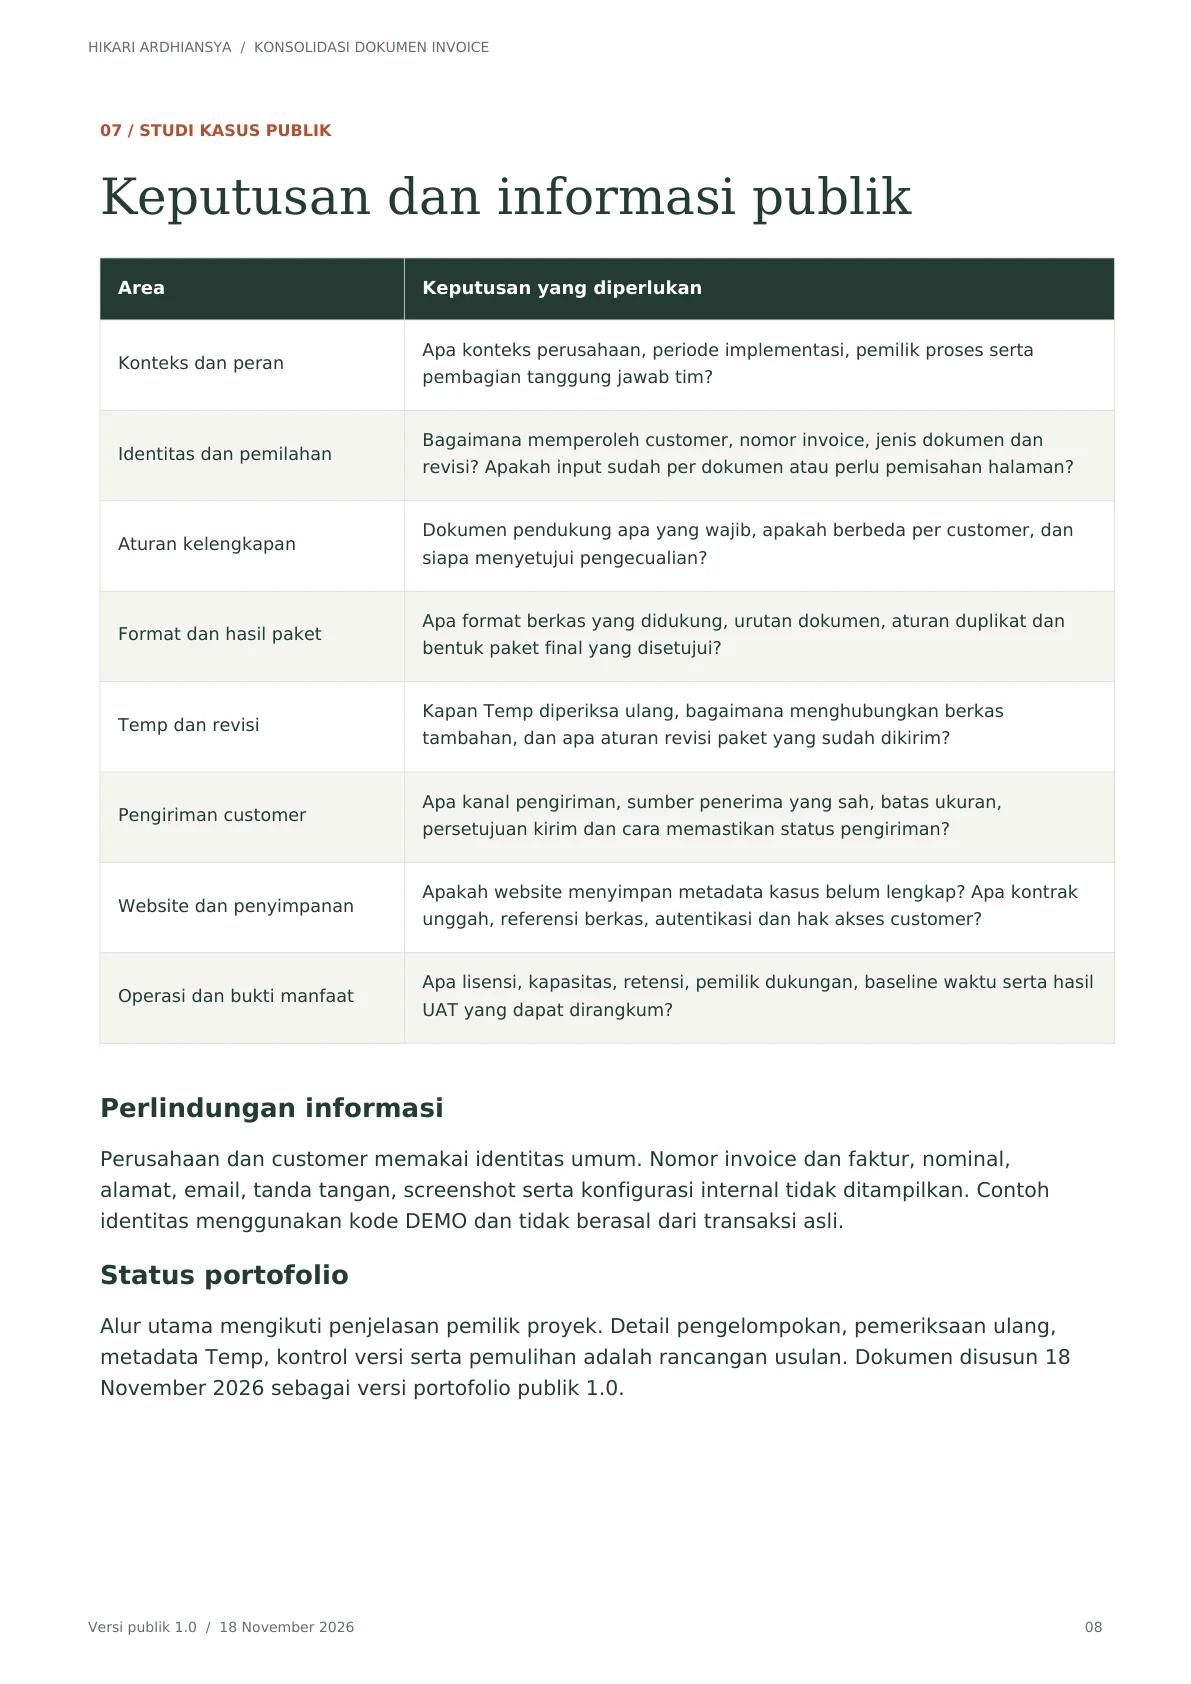 HIKARI ARDHIANSYA / KONSOLIDASI DOKUMEN INVOICE
07 / STUDI KASUS PUBLIK
Keputusan dan informasi publik
Area
Keputusan yang diperlukan
Konteks dan peran
Apa konteks perusahaan, periode implementasi, pemilik proses serta
pembagian tanggung jawab tim?
Identitas dan pemilahan
Bagaimana memperoleh customer, nomor invoice, jenis dokumen dan
revisi? Apakah input sudah per dokumen atau perlu pemisahan halaman?
Aturan kelengkapan
Dokumen pendukung apa yang wajib, apakah berbeda per customer, dan
siapa menyetujui pengecualian?
Format dan hasil paket
Apa format berkas yang didukung, urutan dokumen, aturan duplikat dan
bentuk paket final yang disetujui?
Temp dan revisi
Kapan Temp diperiksa ulang, bagaimana menghubungkan berkas
tambahan, dan apa aturan revisi paket yang sudah dikirim?
Pengiriman customer
Apa kanal pengiriman, sumber penerima yang sah, batas ukuran,
persetujuan kirim dan cara memastikan status pengiriman?
Website dan penyimpanan
Apakah website menyimpan metadata kasus belum lengkap? Apa kontrak
unggah, referensi berkas, autentikasi dan hak akses customer?
Operasi dan bukti manfaat
Apa lisensi, kapasitas, retensi, pemilik dukungan, baseline waktu serta hasil
UAT yang dapat dirangkum?
Perlindungan informasi
Perusahaan dan customer memakai identitas umum. Nomor invoice dan faktur, nominal,
alamat, email, tanda tangan, screenshot serta konfigurasi internal tidak ditampilkan. Contoh
identitas menggunakan kode DEMO dan tidak berasal dari transaksi asli.
Status portofolio
Alur utama mengikuti penjelasan pemilik proyek. Detail pengelompokan, pemeriksaan ulang,
metadata Temp, kontrol versi serta pemulihan adalah rancangan usulan. Dokumen disusun 18
November 2026 sebagai versi portofolio publik 1.0.
Versi publik 1.0 / 18 November 2026
08